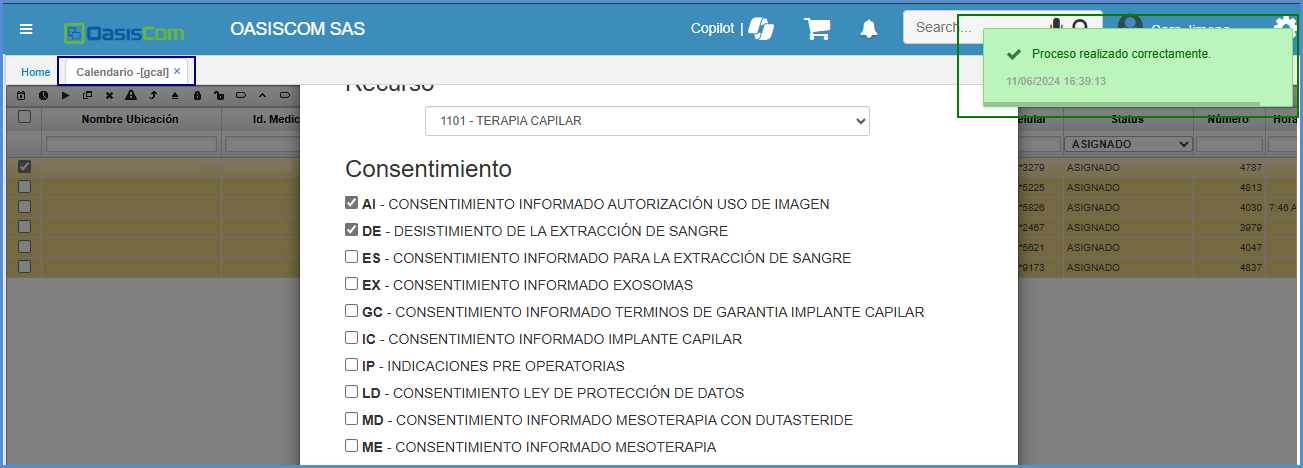 OasisCom
OASISCOM SAS
Copilot |
Search...
Proceso realizado correctamente.
11/06/2024 16:39:13
Home
Calendario -[gcal] ×
Recurso
1101 - TERAPIA CAPILAR
Nombre Ubicación
Id. Medic
elular
Status
Número
Hora
ASIGNADO
Consentimiento
AI - CONSENTIMIENTO INFORMADO AUTORIZACIÓN USO DE IMAGEN
DE - DESISTIMIENTO DE LA EXTRACCIÓN DE SANGRE
ES - CONSENTIMIENTO INFORMADO PARA LA EXTRACCIÓN DE SANGRE
EX - CONSENTIMIENTO INFORMADO EXOSOMAS
GC - CONSENTIMIENTO INFORMADO TERMINOS DE GARANTIA IMPLANTE CAPILAR
IC - CONSENTIMIENTO INFORMADO IMPLANTE CAPILAR
IP - INDICACIONES PRE OPERATORIAS
LD - CONSENTIMIENTO LEY DE PROTECCIÓN DE DATOS
MD - CONSENTIMIENTO INFORMADO MESOTERAPIA CON DUTASTERIDE
ME - CONSENTIMIENTO INFORMADO MESOTERAPIA
*3279 ASIGNADO 4787
*5225 ASIGNADO 4813
*5826 ASIGNADO 4030 7:46 A
*2467 ASIGNADO 3979
*5621 ASIGNADO 4047
*9173 ASIGNADO 4837